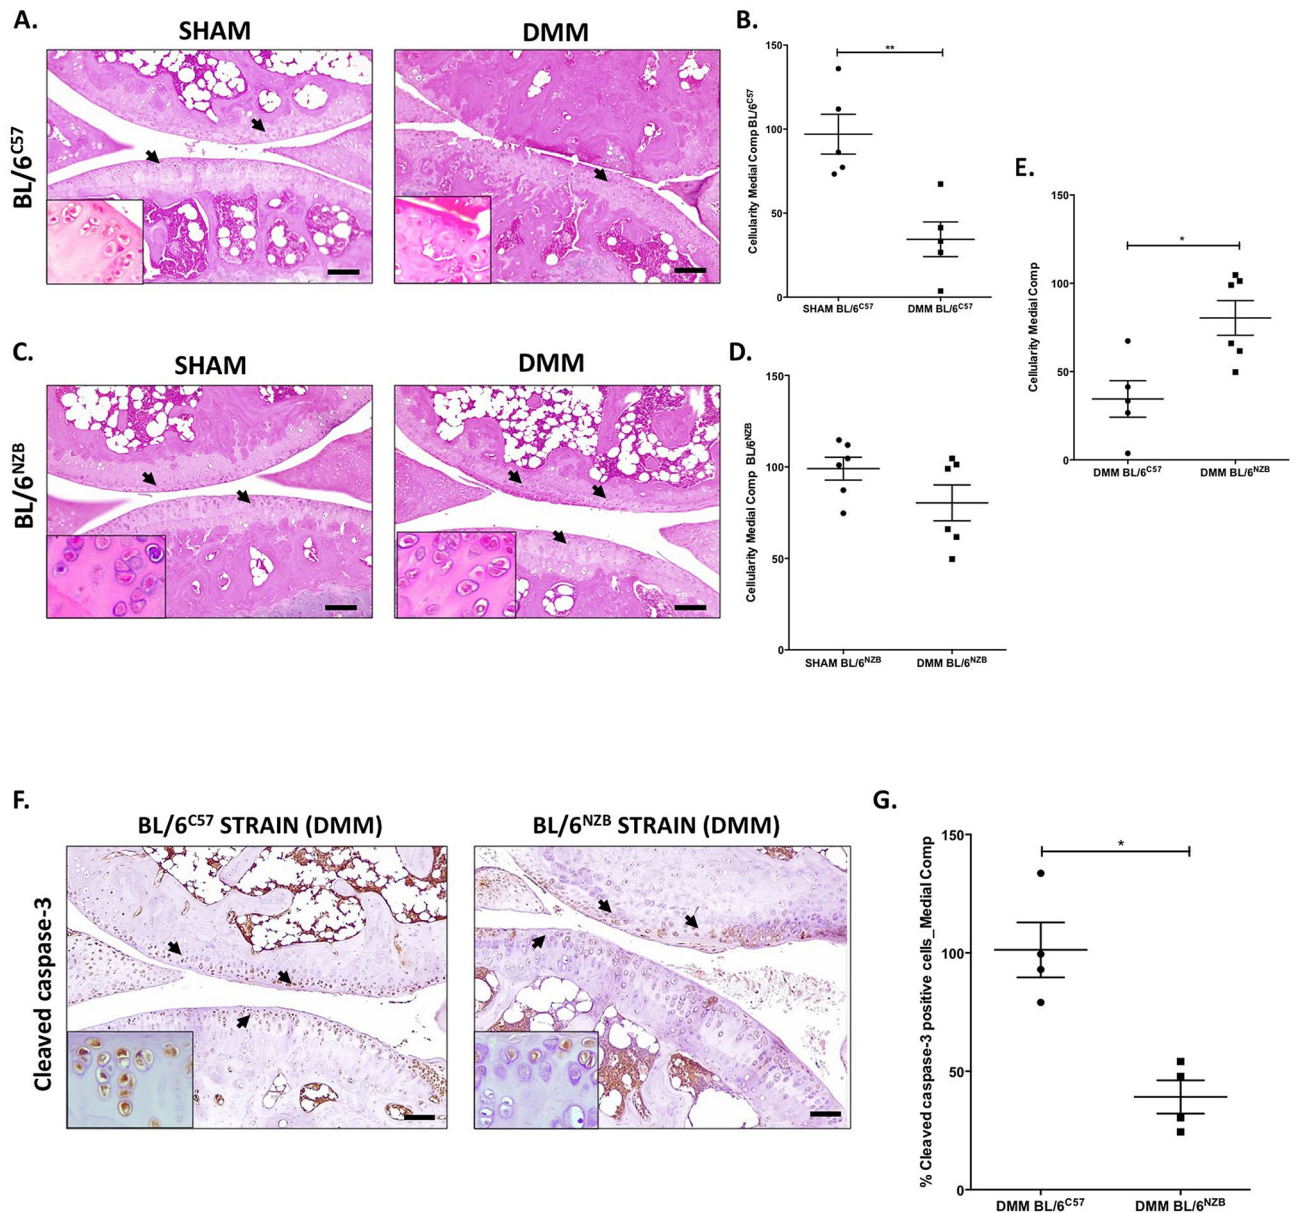 A.
SHAM
DMM
BL/6C57
B.
150
100
50
0
**
Cellularity Medial Comp BL/6C57
SHAM BL/6C57
DMM BL/6C57
C.
SHAM
DMM
BL/6NZB
D.
150
100
50
0
Cellularity Medial Comp BL/6NZB
SHAM BL/6NZB
DMM BL/6NZB
E.
150
100
50
0
*
Cellularity Medial Comp
DMM BL/6C57
DMM BL/6NZB
F.
BL/6C57 STRAIN (DMM)
BL/6NZB STRAIN (DMM)
Cleaved caspase-3
G.
150
100
50
0
*
% Cleaved caspase-3 positive cells_Medial Comp
DMM BL/6C57
DMM BL/6NZB